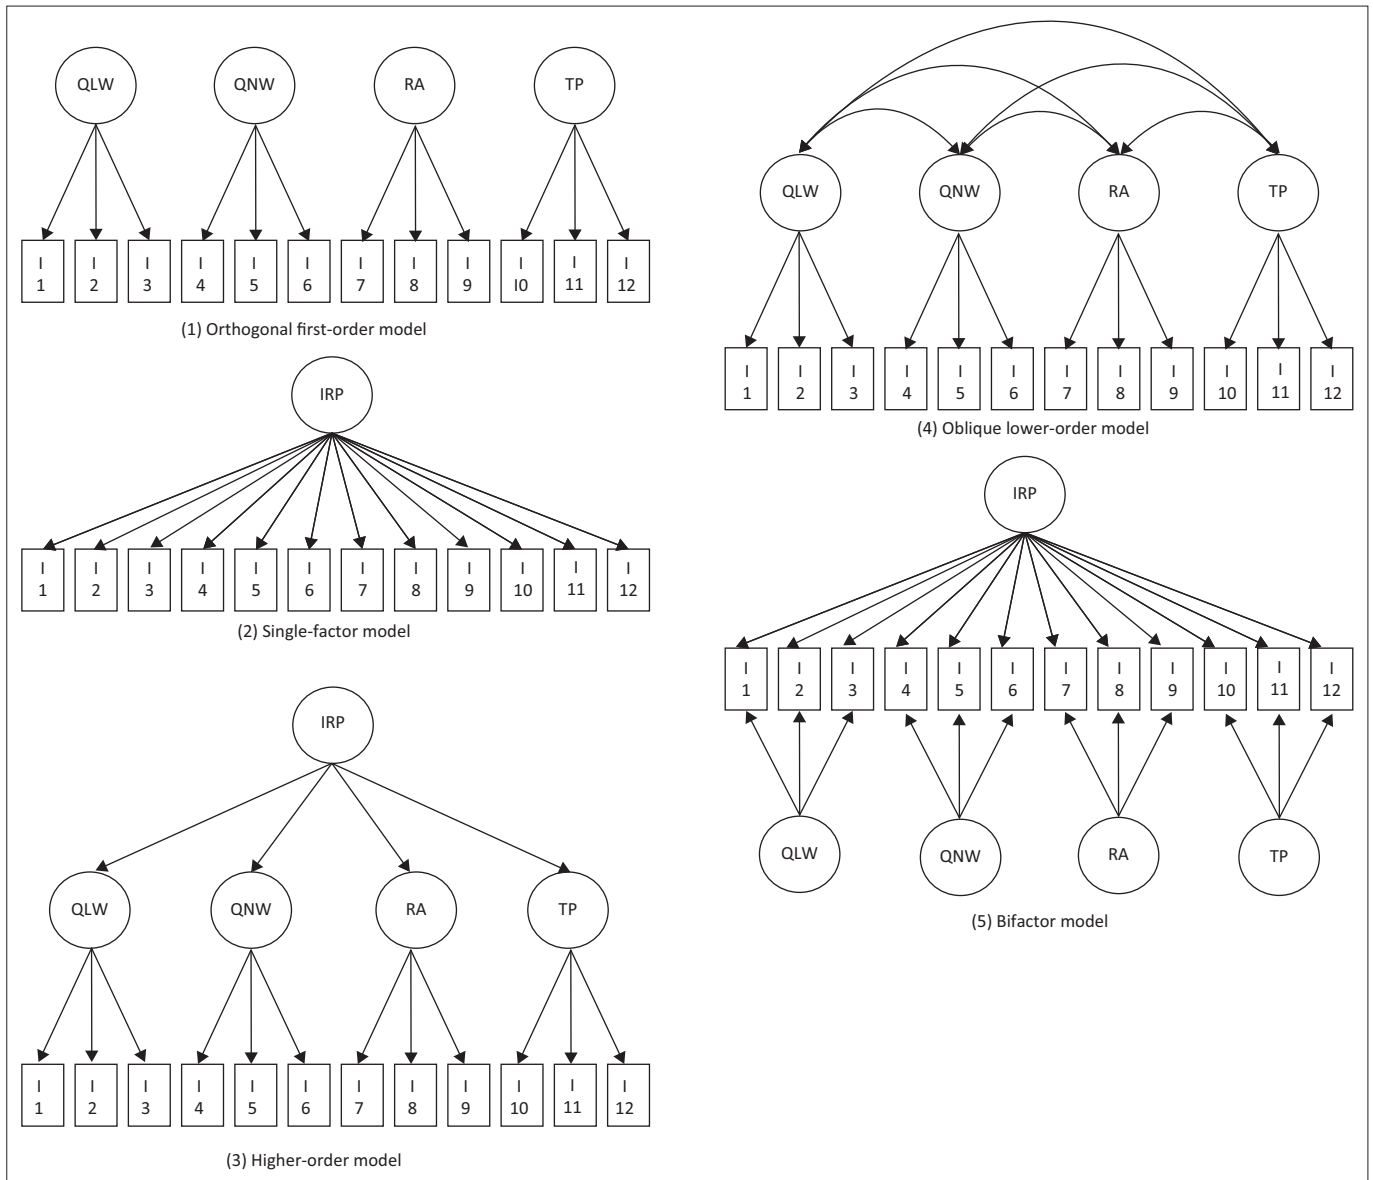 QLW QNW RA TP
I I I I I I I I I I I I
1 2 3 4 5 6 7 8 9 I0 11 12
(1) Orthogonal first-order model
IRP
I I I I I I I I I I I I
1 2 3 4 5 6 7 8 9 10 11 12
(2) Single-factor model
IRP
QLW QNW RA TP
I I I I I I I I I I I I
1 2 3 4 5 6 7 8 9 10 11 12
(3) Higher-order model
QLW QNW RA TP
I I I I I I I I I I I I
1 2 3 4 5 6 7 8 9 10 11 12
(4) Oblique lower-order model
IRP
I I I I I I I I I I I I
1 2 3 4 5 6 7 8 9 10 11 12
QLW QNW RA TP
(5) Bifactor model